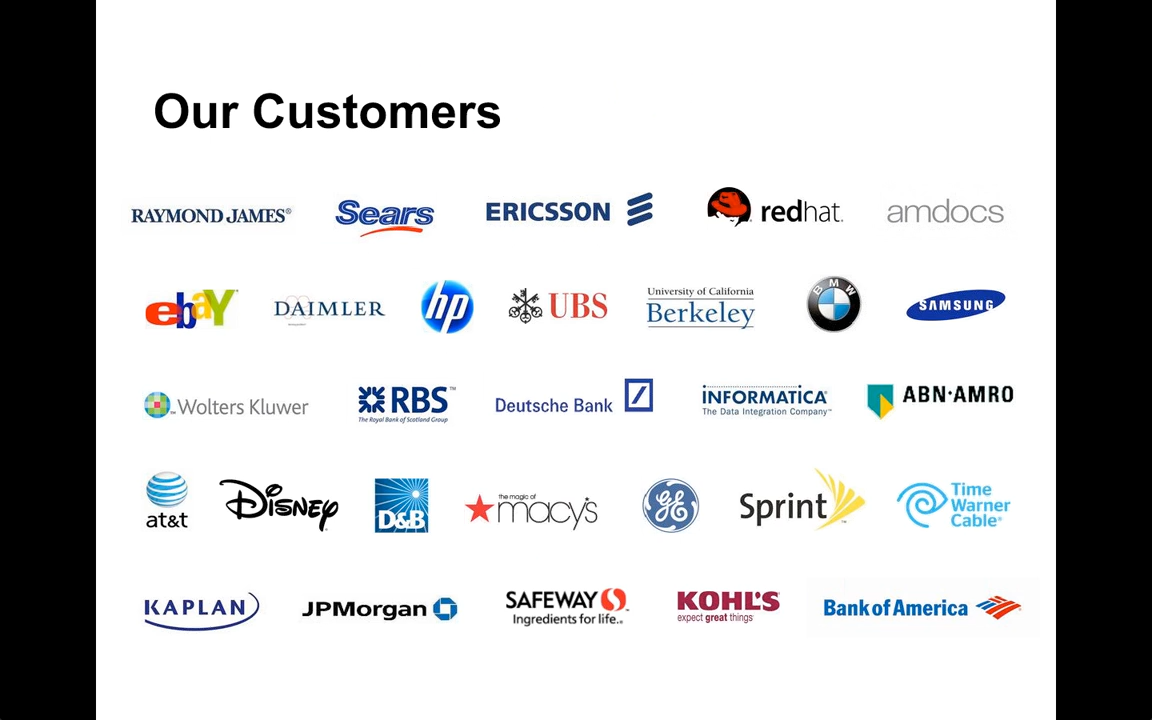 Our Customers
RAYMOND JAMES®
Sears
ERICSSON
redhat.
amdocs
ebaY
DAIMLER
hp
UBS
University of California
Berkeley
BMW
SAMSUNG
Wolters Kluwer
RBS™
The Royal Bank of Scotland Group
Deutsche Bank
INFORMATICA®
The Data Integration Company™
ABN·AMRO
at&t
Disney
D&B
the magic of
macy's
GE
Sprint
Time
Warner
Cable®
KAPLAN
JPMorgan
SAFEWAY
Ingredients for life.
KOHL'S
expect great things
Bank of America